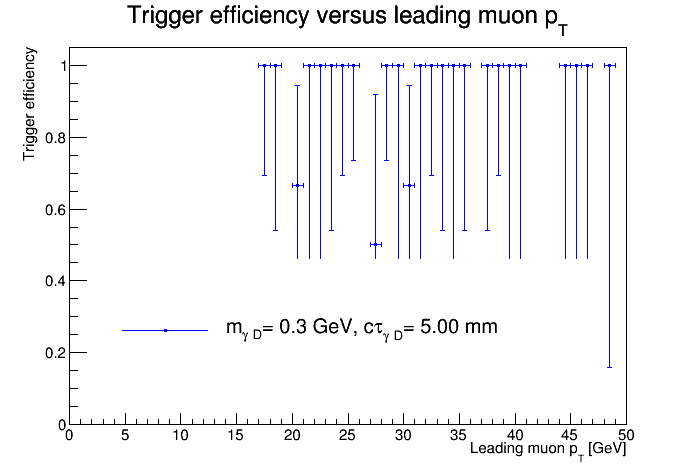 Trigger efficiency versus leading muon p_T
Trigger efficiency
1
0.8
0.6
0.4
0.2
0
m_γ D= 0.3 GeV, cτ_γ D= 5.00 mm
0 5 10 15 20 25 30 35 40 45 50
Leading muon p_T [GeV]